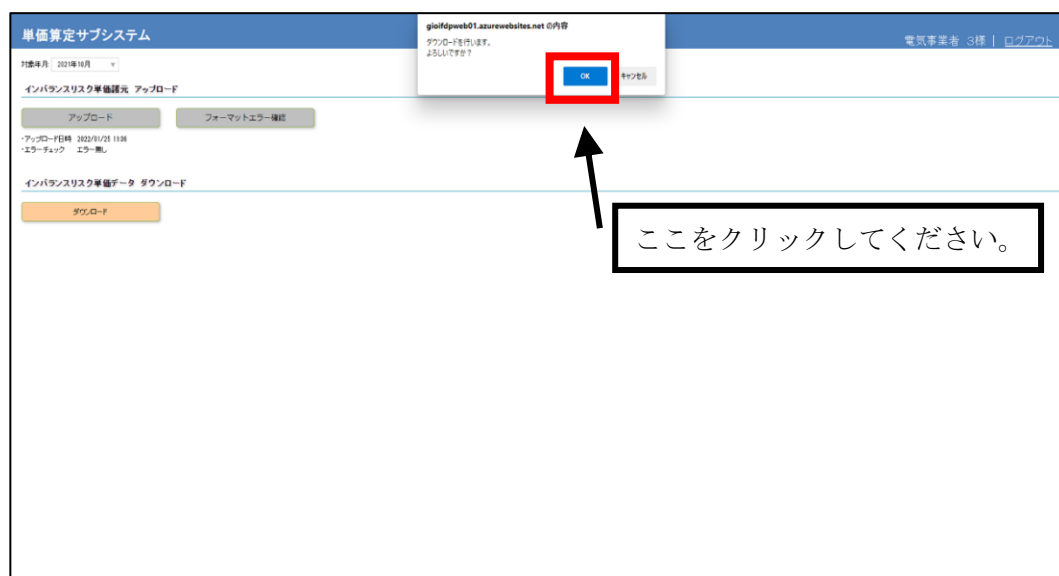 単価算定サブシステム
電気事業者 3様 | ログアウト
gioifdpweb01.azurewebsites.net の内容
ダウンロードを行います。
よろしいですか?
OK キャンセル
対象年月 2021年10月
インバランスリスク単価諸元 アップロード
アップロード フォーマットエラー確認
・アップロード日時 2022/01/25 11:06
・エラーチェック エラー無し
インバランスリスク単価データ ダウンロード
ダウンロード
ここをクリックしてください。